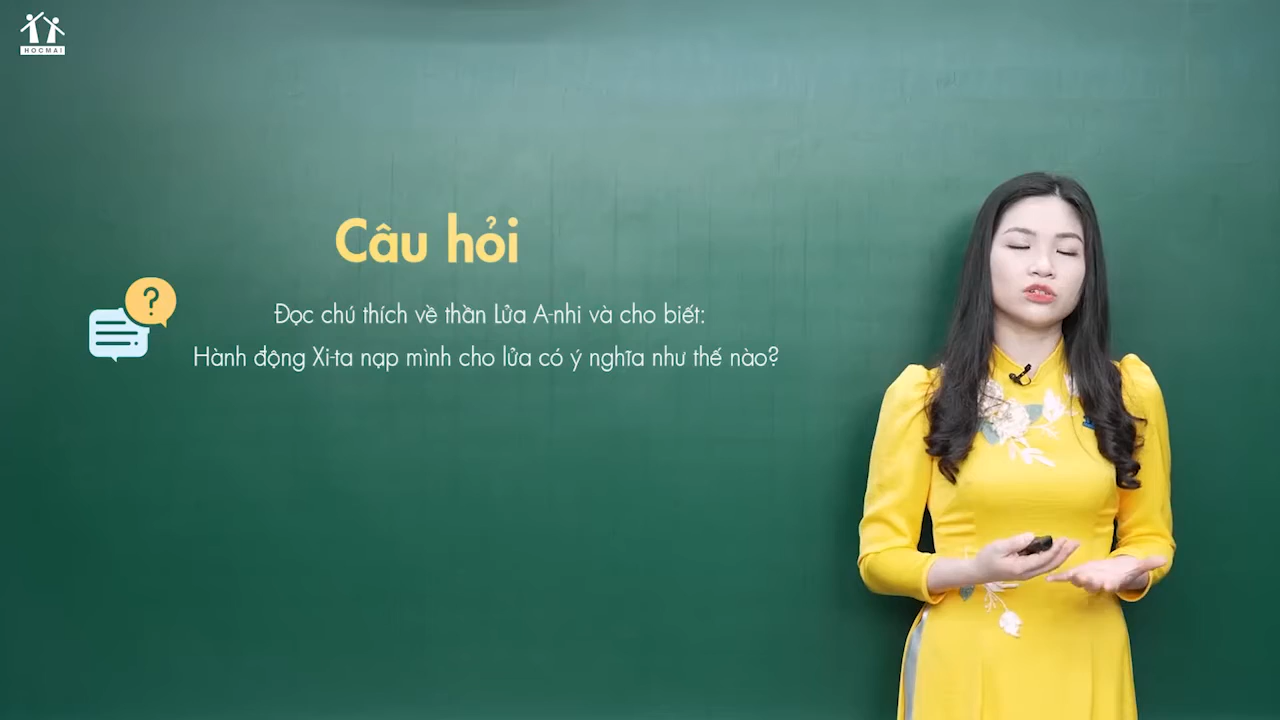 HOCMAI
Câu hỏi
?
Đọc chú thích về thần Lửa A-nhi và cho biết:
Hành động Xi-ta nạp mình cho lửa có ý nghĩa như thế nào?